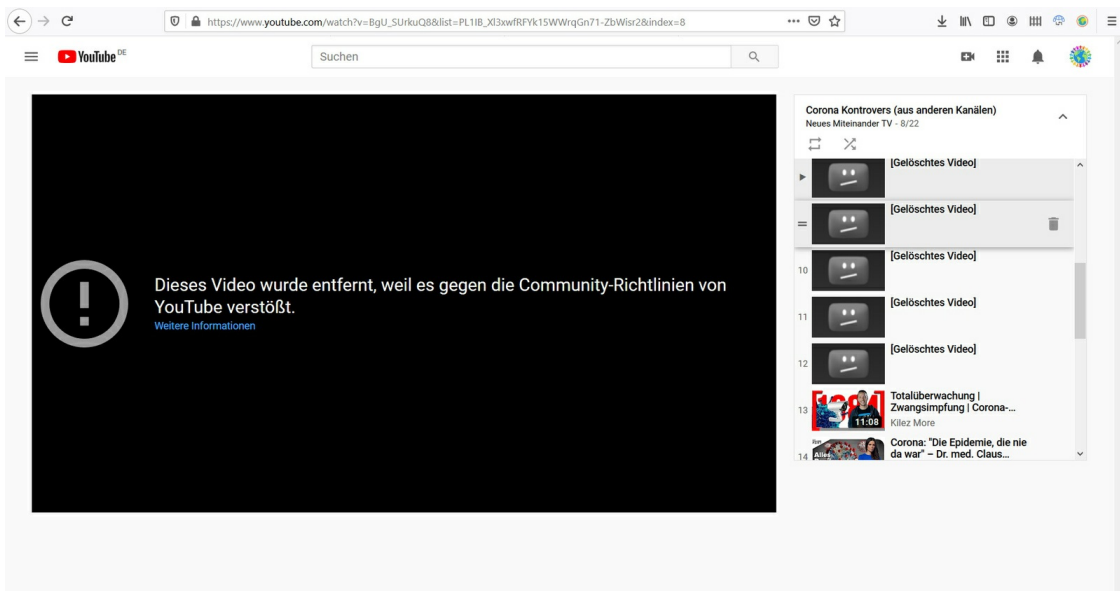 https://www.youtube.com/watch?v=BgU_SUrkuQ8&list=PL1IB_Xl3xwfRFYk15WWrqGn71-ZbWisr2&index=8
YouTube DE
Suchen
Dieses Video wurde entfernt, weil es gegen die Community-Richtlinien von
YouTube verstößt.
Weitere Informationen
Corona Kontrovers (aus anderen Kanälen)
Neues Miteinander TV - 8/22
[Gelöschtes Video]
[Gelöschtes Video]
10
[Gelöschtes Video]
11
[Gelöschtes Video]
12
[Gelöschtes Video]
13
11:08
Totalüberwachung |
Zwangsimpfung | Corona-...
Kilez More
14
Alles
Corona: "Die Epidemie, die nie
da war" – Dr. med. Claus...